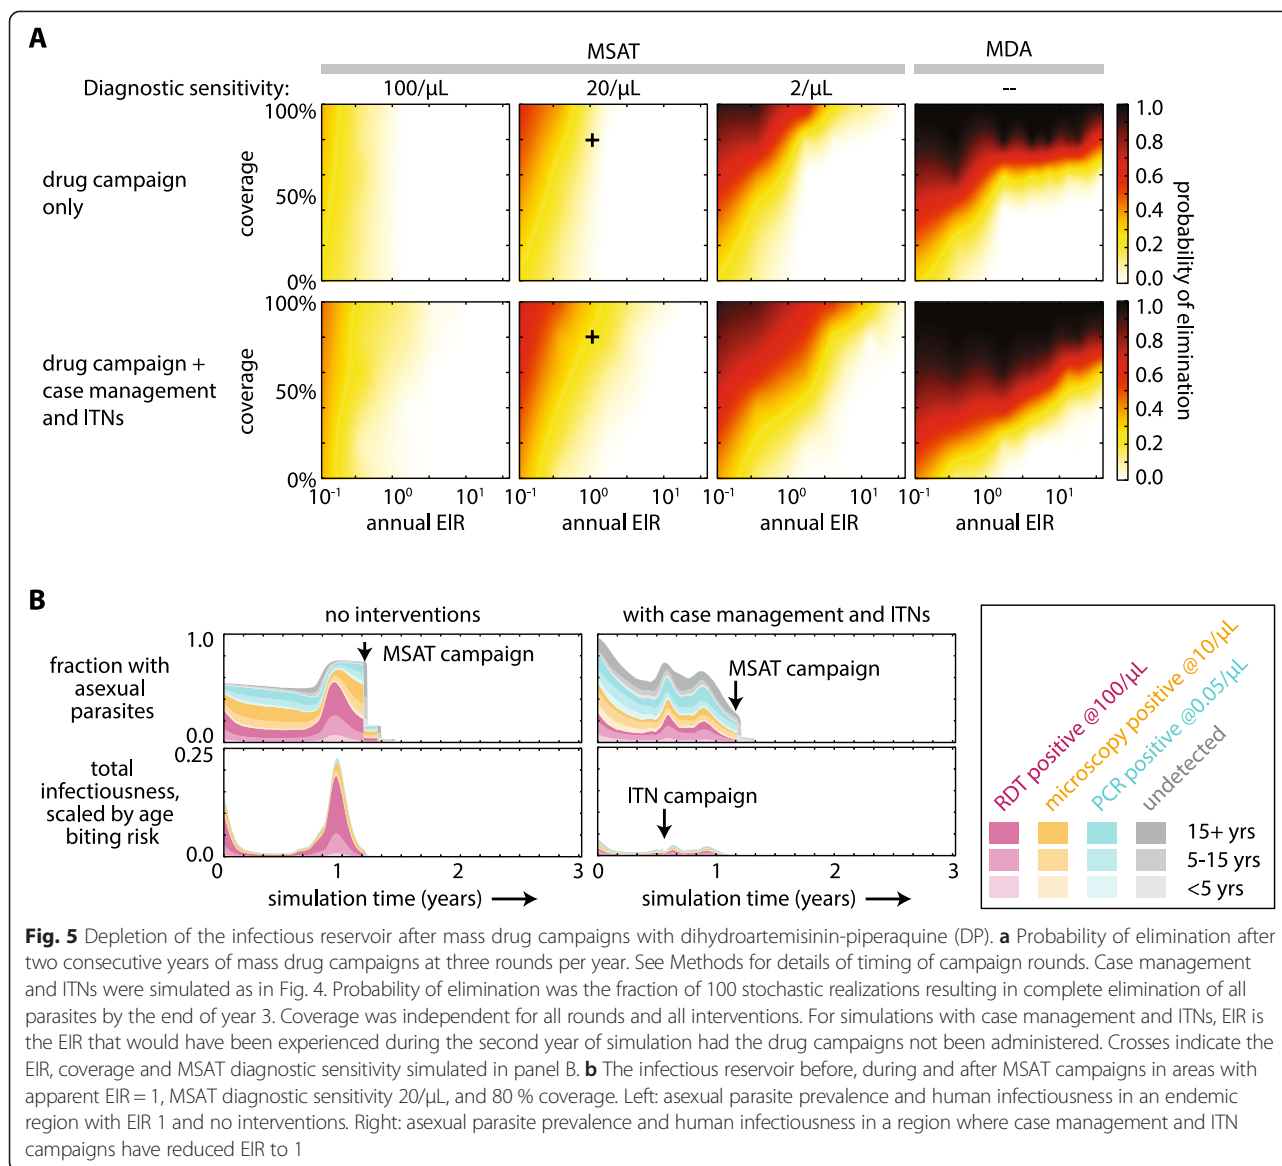 A
MSAT
MDA
Diagnostic sensitivity:
100/µL
20/µL
2/µL
--
drug campaign
only
coverage
100%
50%
0%
drug campaign +
case management
and ITNs
coverage
100%
50%
0%
10⁻¹ 10⁰ 10¹
annual EIR
10⁻¹ 10⁰ 10¹
annual EIR
10⁻¹ 10⁰ 10¹
annual EIR
10⁻¹ 10⁰ 10¹
annual EIR
1.0
0.8
0.6
0.4
0.2
0.0
1.0
0.8
0.6
0.4
0.2
0.0
probability of elimination
B
no interventions
with case management and ITNs
fraction with
asexual
parasites
1.0
0.0
MSAT campaign
MSAT campaign
total
infectiousness,
scaled by age
biting risk
0.25
0.0
ITN campaign
0 1 2 3
simulation time (years)
0 1 2 3
simulation time (years)
RDT positive @100/µL
microscopy positive @10/µL
PCR positive @0.05/µL
undetected
15+ yrs
5-15 yrs
<5 yrs
Fig. 5 Depletion of the infectious reservoir after mass drug campaigns with dihydroartemisinin-piperaquine (DP). a Probability of elimination after
two consecutive years of mass drug campaigns at three rounds per year. See Methods for details of timing of campaign rounds. Case management
and ITNs were simulated as in Fig. 4. Probability of elimination was the fraction of 100 stochastic realizations resulting in complete elimination of all
parasites by the end of year 3. Coverage was independent for all rounds and all interventions. For simulations with case management and ITNs, EIR is
the EIR that would have been experienced during the second year of simulation had the drug campaigns not been administered. Crosses indicate the
EIR, coverage and MSAT diagnostic sensitivity simulated in panel B. b The infectious reservoir before, during and after MSAT campaigns in areas with
apparent EIR = 1, MSAT diagnostic sensitivity 20/µL, and 80 % coverage. Left: asexual parasite prevalence and human infectiousness in an endemic
region with EIR 1 and no interventions. Right: asexual parasite prevalence and human infectiousness in a region where case management and ITN
campaigns have reduced EIR to 1